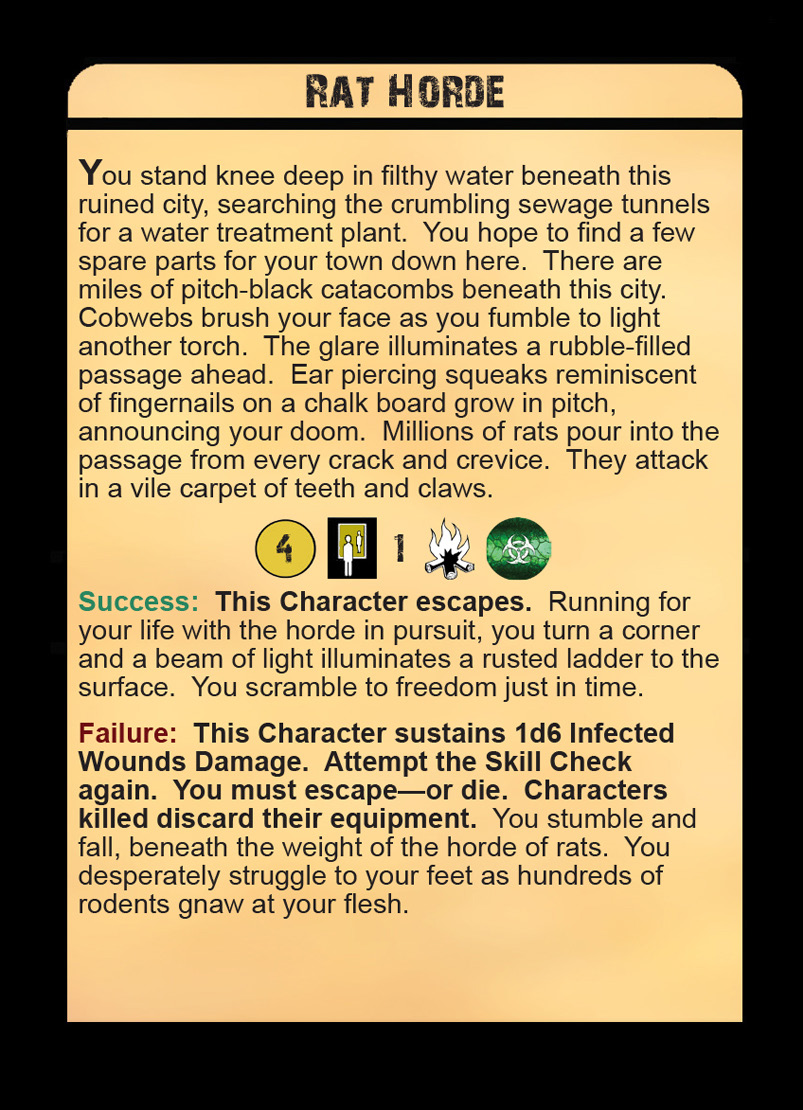 RAT HORDE
You stand knee deep in filthy water beneath this
ruined city, searching the crumbling sewage tunnels
for a water treatment plant.  You hope to find a few
spare parts for your town down here.  There are
miles of pitch-black catacombs beneath this city.
Cobwebs brush your face as you fumble to light
another torch.  The glare illuminates a rubble-filled
passage ahead.  Ear piercing squeaks reminiscent
of fingernails on a chalk board grow in pitch,
announcing your doom.  Millions of rats pour into the
passage from every crack and crevice.  They attack
in a vile carpet of teeth and claws.
4 1
Success:  This Character escapes.  Running for
your life with the horde in pursuit, you turn a corner
and a beam of light illuminates a rusted ladder to the
surface.  You scramble to freedom just in time.
Failure:  This Character sustains 1d6 Infected
Wounds Damage.  Attempt the Skill Check
again.  You must escape—or die.  Characters
killed discard their equipment.  You stumble and
fall, beneath the weight of the horde of rats.  You
desperately struggle to your feet as hundreds of
rodents gnaw at your flesh.